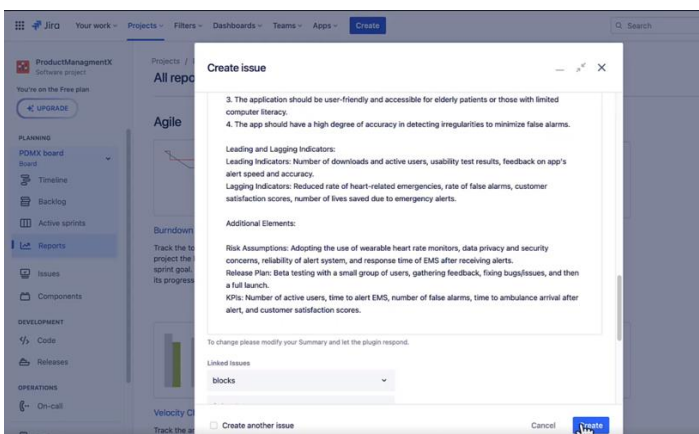 Jira
Your work
Projects
Filters
Dashboards
Teams
Apps
Create
Search
ProductManagmentX
Software project
You're on the Free plan
UPGRADE
PLANNING
PDMX board
Board
Timeline
Backlog
Active sprints
Reports
Issues
Components
DEVELOPMENT
Code
Releases
OPERATIONS
On-call
Projects /
All repo
Agile
Burndown
Track the to
project the
sprint goal.
its progress
Velocity C
Track the a
Create issue
3. The application should be user-friendly and accessible for elderly patients or those with limited
computer literacy.
4. The app should have a high degree of accuracy in detecting irregularities to minimize false alarms.
Leading and Lagging Indicators:
Leading Indicators: Number of downloads and active users, usability test results, feedback on app's
alert speed and accuracy.
Lagging Indicators: Reduced rate of heart-related emergencies, rate of false alarms, customer
satisfaction scores, number of lives saved due to emergency alerts.
Additional Elements:
Risk Assumptions: Adopting the use of wearable heart rate monitors, data privacy and security
concerns, reliability of alert system, and response time of EMS after receiving alerts.
Release Plan: Beta testing with a small group of users, gathering feedback, fixing bugs/issues, and then
a full launch.
KPIs: Number of active users, time to alert EMS, number of false alarms, time to ambulance arrival after
alert, and customer satisfaction scores.
To change please modify your Summary and let the plugin respond.
Linked Issues
blocks
Create another issue
Cancel
Create